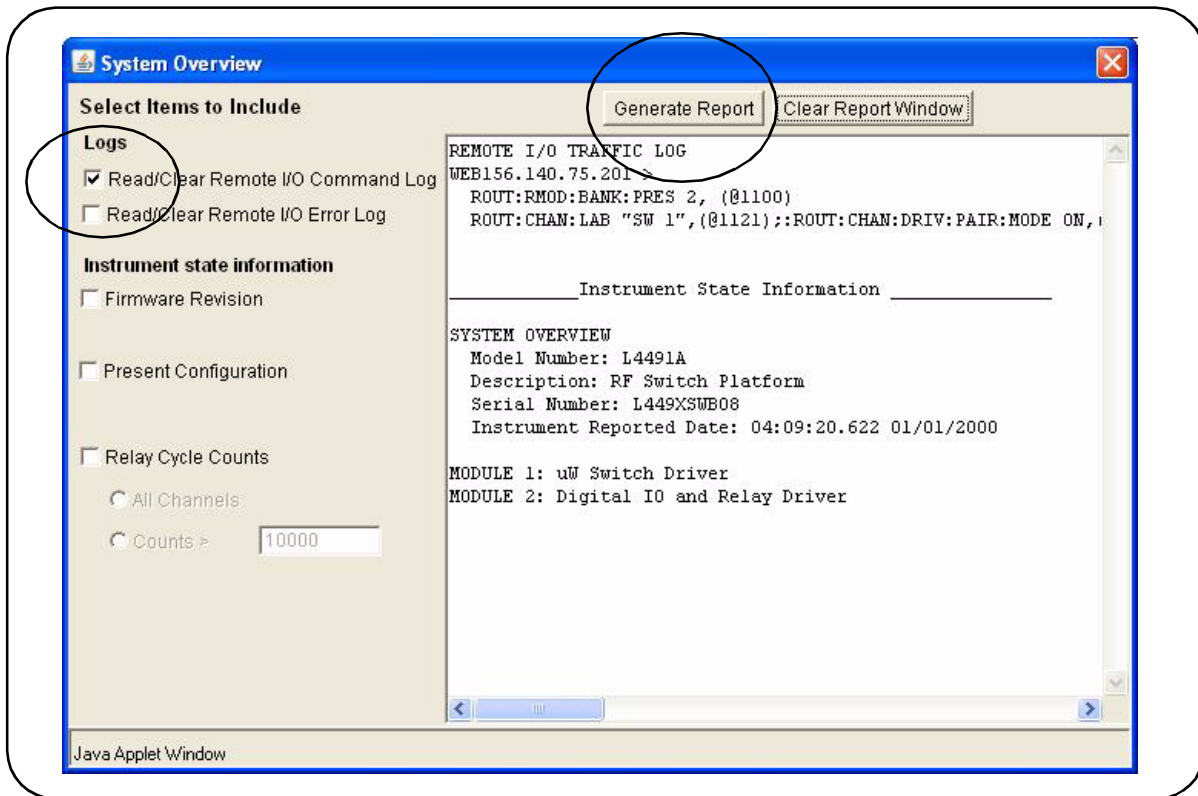 System Overview
Select Items to Include
Generate Report
Clear Report Window
Logs
Read/Clear Remote I/O Command Log
Read/Clear Remote I/O Error Log
Instrument state information
Firmware Revision
Present Configuration
Relay Cycle Counts
All Channels
Counts > 10000
REMOTE I/O TRAFFIC LOG
WEB156.140.75.201 >
ROUT:RMOD:BANK:PRES 2, (@1100)
ROUT:CHAN:LAB "SW 1",(@1121);:ROUT:CHAN:DRIV:PAIR:MODE ON,
____________Instrument State Information _______________
SYSTEM OVERVIEW
Model Number: L4491A
Description: RF Switch Platform
Serial Number: L449XSWB08
Instrument Reported Date: 04:09:20.622 01/01/2000
MODULE 1: uW Switch Driver
MODULE 2: Digital IO and Relay Driver
Java Applet Window